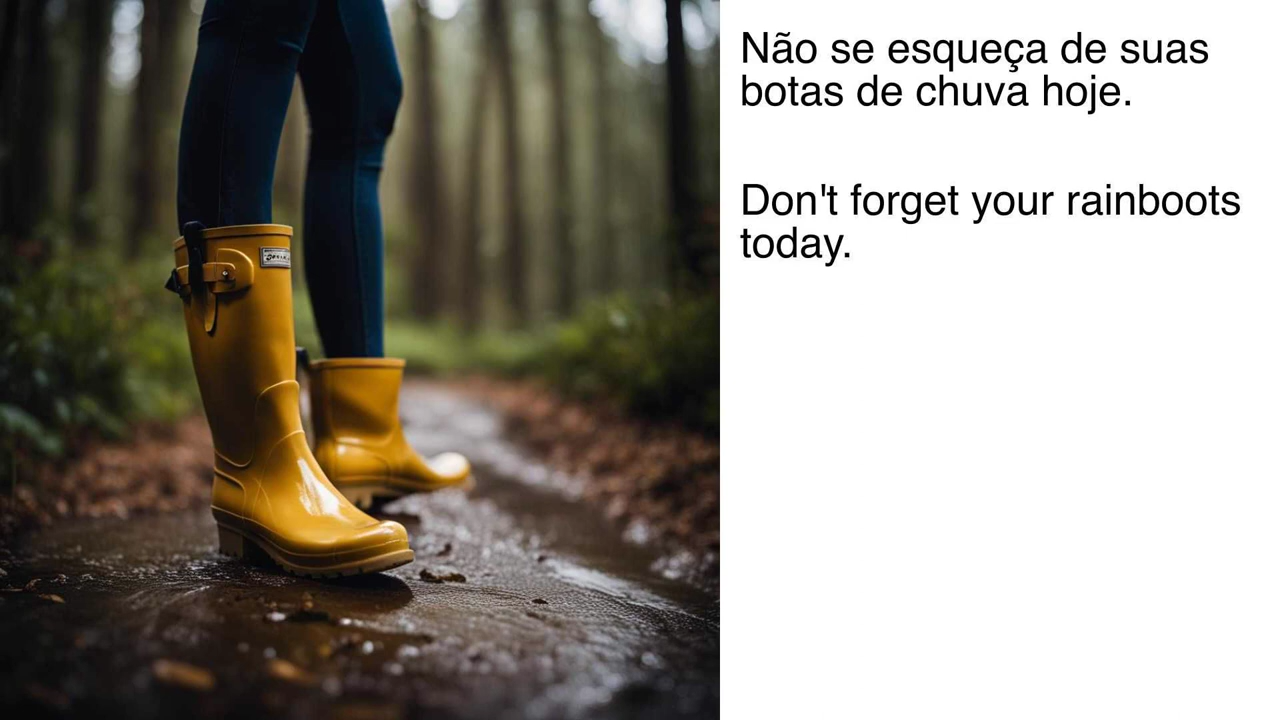 Não se esqueça de suas
botas de chuva hoje.
Don't forget your rainboots
today.